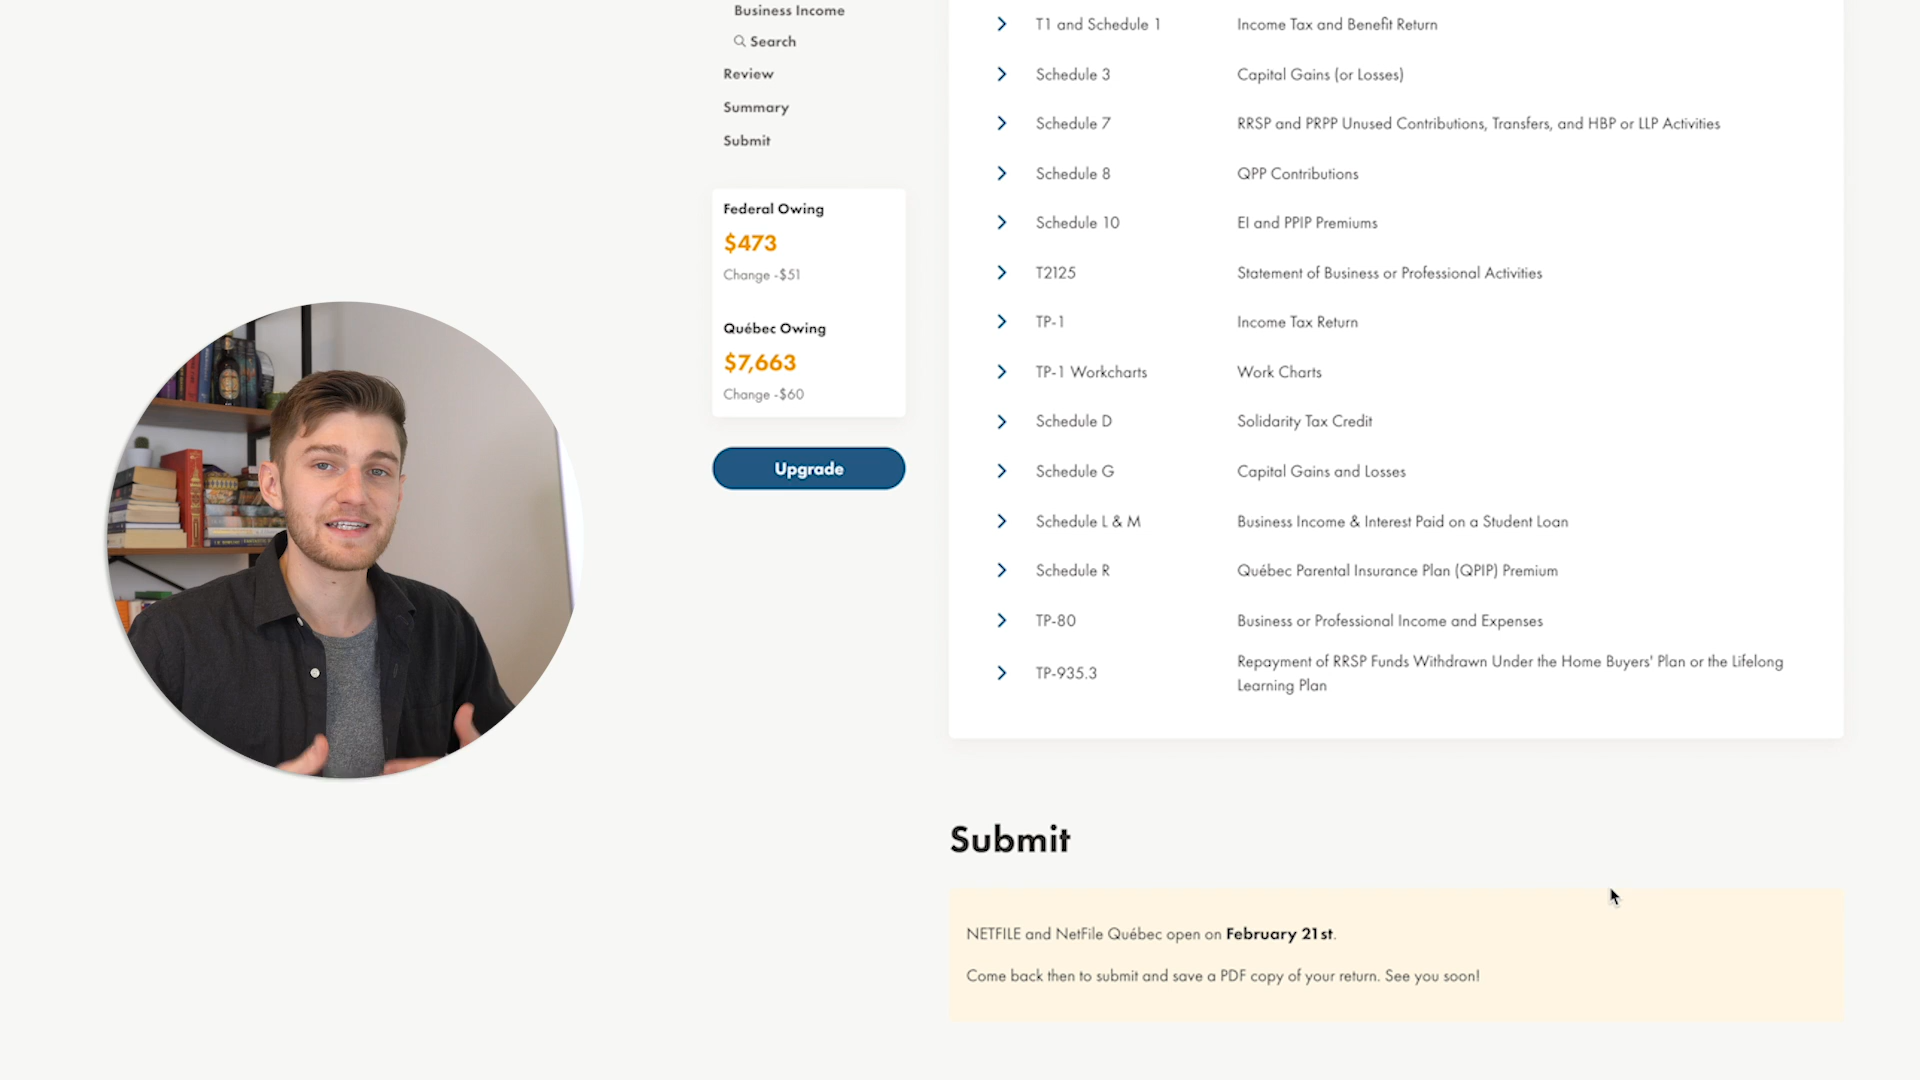 Business Income
Search
Review
Summary
Submit
Federal Owing
$473
Change -$51
Québec Owing
$7,663
Change -$60
Upgrade
T1 and Schedule 1 Income Tax and Benefit Return
Schedule 3 Capital Gains (or Losses)
Schedule 7 RRSP and PRPP Unused Contributions, Transfers, and HBP or LLP Activities
Schedule 8 QPP Contributions
Schedule 10 EI and PPIP Premiums
T2125 Statement of Business or Professional Activities
TP-1 Income Tax Return
TP-1 Workcharts Work Charts
Schedule D Solidarity Tax Credit
Schedule G Capital Gains and Losses
Schedule L & M Business Income & Interest Paid on a Student Loan
Schedule R Québec Parental Insurance Plan (QPIP) Premium
TP-80 Business or Professional Income and Expenses
TP-935.3 Repayment of RRSP Funds Withdrawn Under the Home Buyers' Plan or the Lifelong
Learning Plan
Submit
NETFILE and NetFile Québec open on February 21st.
Come back then to submit and save a PDF copy of your return. See you soon!